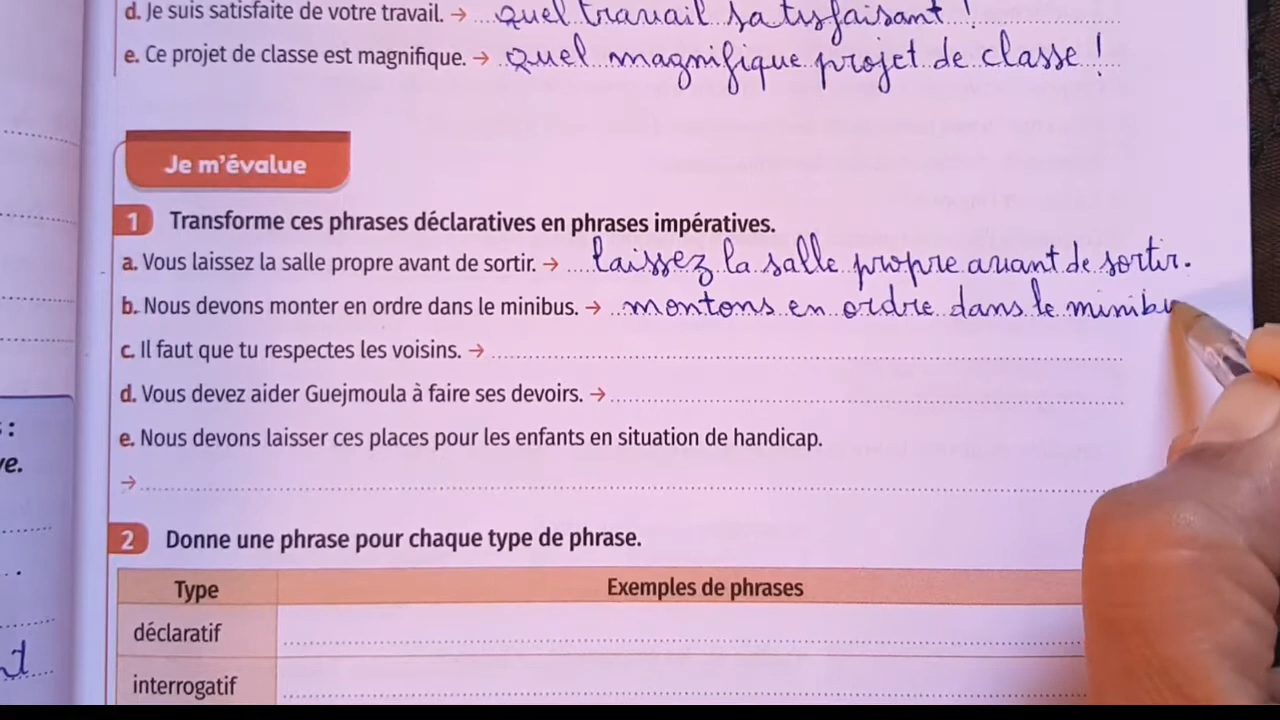 d. Je suis satisfaite de votre travail. → quel travail satisfaisant !
e. Ce projet de classe est magnifique. → quel magnifique projet de classe !
Je m'évalue
1 Transforme ces phrases déclaratives en phrases impératives.
a. Vous laissez la salle propre avant de sortir. → laissez la salle propre avant de sortir.
b. Nous devons monter en ordre dans le minibus. → montons en ordre dans le minibu
c. Il faut que tu respectes les voisins. →
d. Vous devez aider Guejmoula à faire ses devoirs. →
e. Nous devons laisser ces places pour les enfants en situation de handicap.
→
2 Donne une phrase pour chaque type de phrase.
Type Exemples de phrases
déclaratif
interrogatif